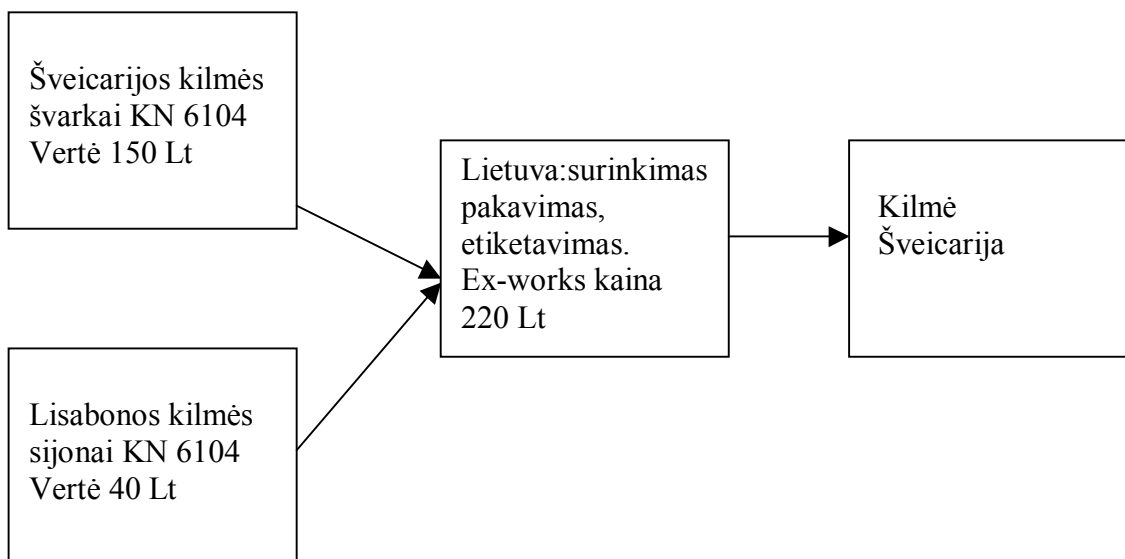 Šveicarijos kilmės
švarkai KN 6104
Vertė 150 Lt
Lietuva:surinkimas
pakavimas,
etiketavimas.
Ex-works kaina
220 Lt
Kilmė
Šveicarija
Lisabonos kilmės
sijonai KN 6104
Vertė 40 Lt